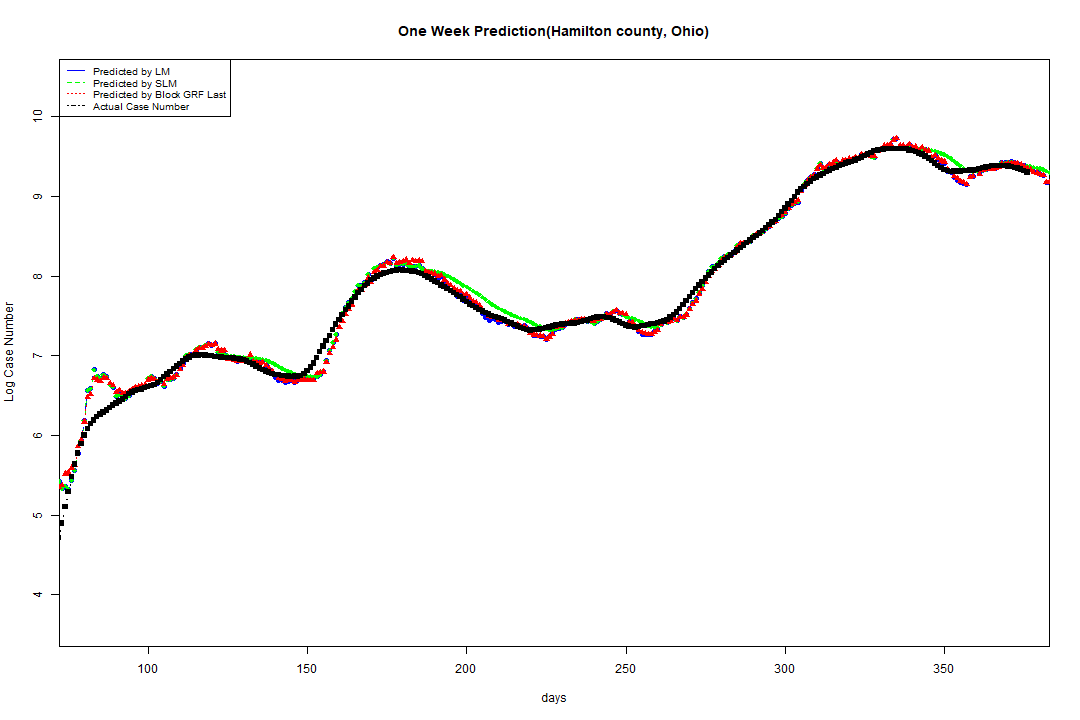 One Week Prediction(Hamilton county, Ohio)
Predicted by LM
Predicted by SLM
Predicted by Block GRF Last
Actual Case Number
10
9
8
7
6
5
4
Log Case Number
100 150 200 250 300 350
days